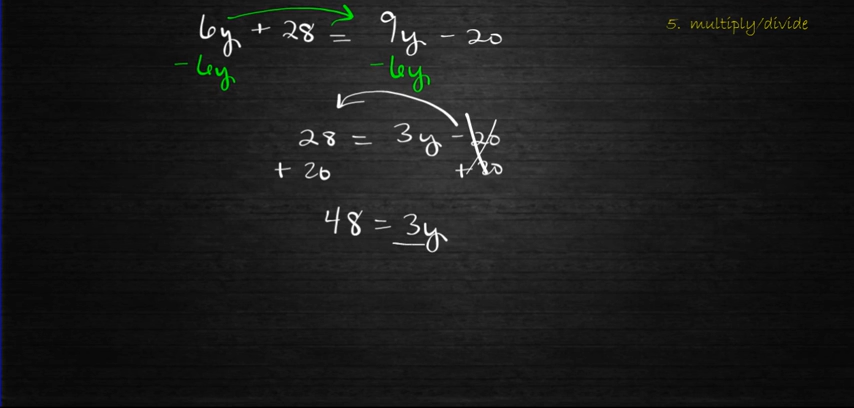 5. multiply/divide
6y + 28 = 9y - 20
-6y -6y
28 = 3y - 20
+ 20 + 20
48 = 3y